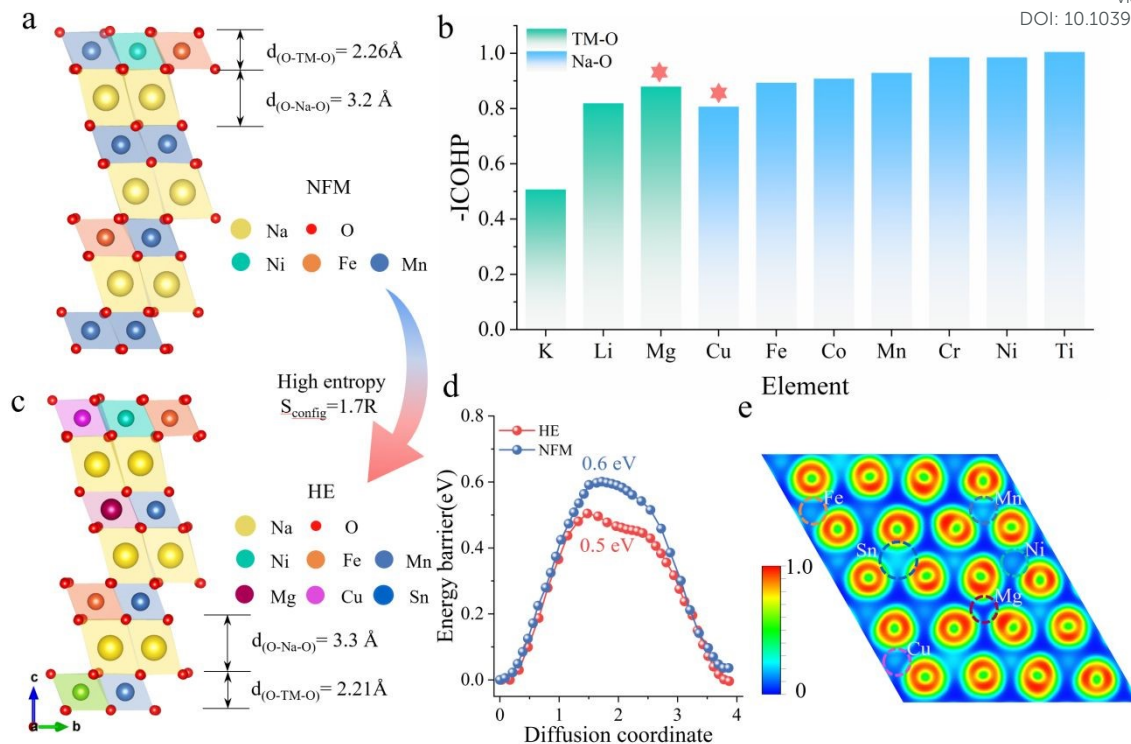 DOI: 10.1039
a
d(O-TM-O)= 2.26Å
d(O-Na-O)= 3.2 Å
NFM
Na
O
Ni
Fe
Mn
b
TM-O
Na-O
-ICOHP
1.0
0.8
0.6
0.4
0.2
0.0
K
Li
Mg
Cu
Fe
Co
Mn
Cr
Ni
Ti
Element
High entropy
Sconfig=1.7R
c
HE
Na
O
Ni
Fe
Mn
Mg
Cu
Sn
d(O-Na-O)= 3.3 Å
d(O-TM-O)= 2.21Å
c
a
b
d
HE
NFM
0.6 eV
0.5 eV
Energy barrier(eV)
0.8
0.6
0.4
0.2
0.0
0
1
2
3
4
Diffusion coordinate
e
Fe
Mn
Sn
Ni
Mg
Cu
1.0
0